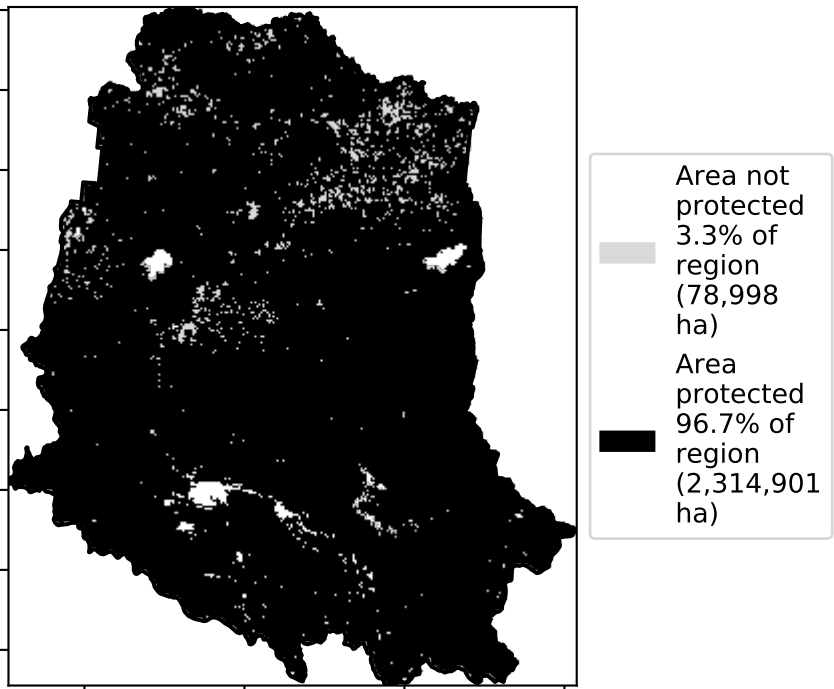 Area not
protected
3.3% of
region
(78,998
ha)
Area
protected
96.7% of
region
(2,314,901
ha)